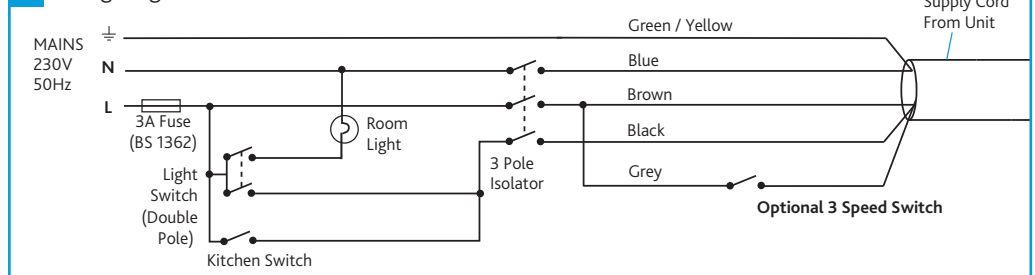 Supply Cord
From Unit
MAINS
230V
50Hz
N
L
3A Fuse
(BS 1362)
Light
Switch
(Double
Pole)
Kitchen Switch
Room
Light
3 Pole
Isolator
Green / Yellow
Blue
Brown
Black
Grey
Optional 3 Speed Switch